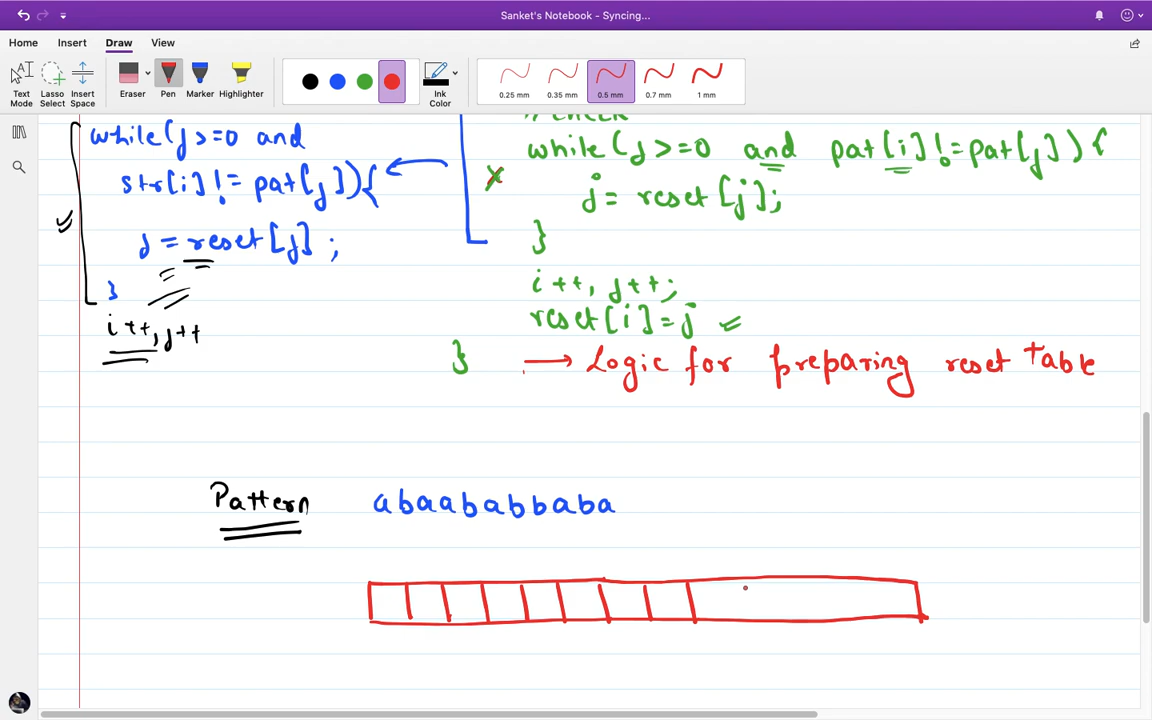 Sanket's Notebook - Syncing...
Home Insert Draw View
Text Mode
Lasso Select
Insert Space
Eraser
Pen
Marker
Highlighter
Ink Color
0.25 mm 0.35 mm 0.5 mm 0.7 mm 1 mm
while(j>=0 and
str[i]!= pat[j]){
j = reset[j] ;
}
i++, j++
while(j>=0 and pat[i]!=pat[j]){
j= reset[j];
}
i++, j++;
reset[i]=j
}
→ Logic for preparing reset table
Pattern abaababbaba